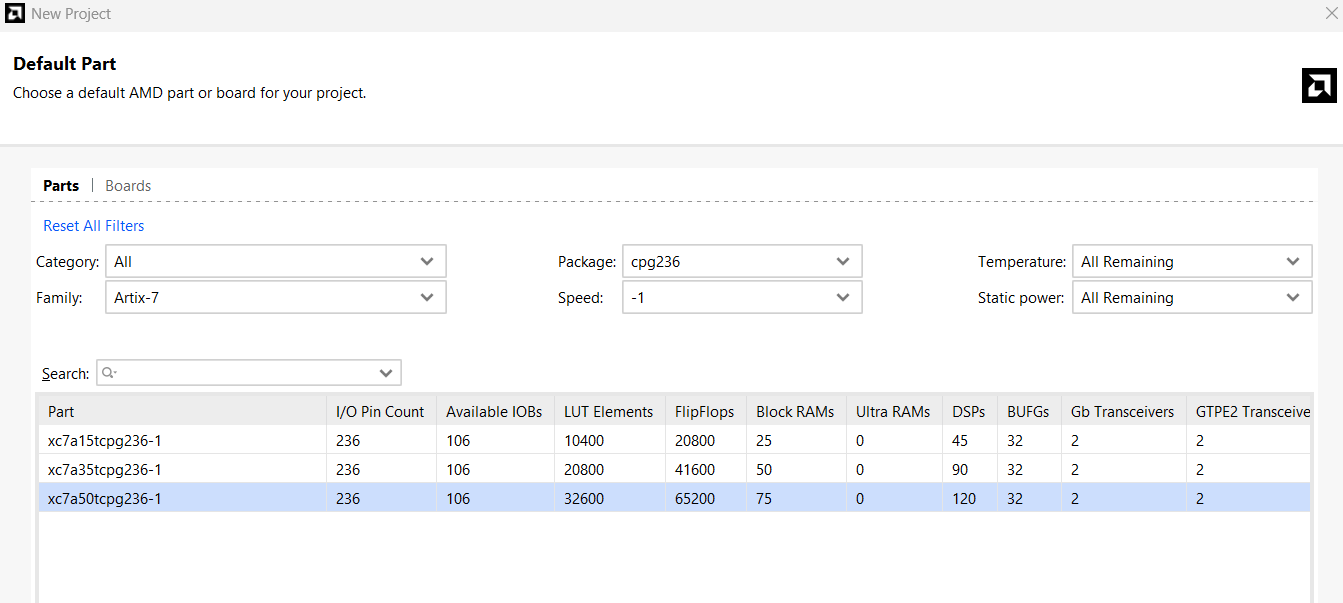 New Project
Default Part
Choose a default AMD part or board for your project.
Parts | Boards
Reset All Filters
Category: All Package: cpg236 Temperature: All Remaining
Family: Artix-7 Speed: -1 Static power: All Remaining
Search:
Part I/O Pin Count Available IOBs LUT Elements FlipFlops Block RAMs Ultra RAMs DSPs BUFGs Gb Transceivers GTPE2 Transceive
xc7a15tcpg236-1 236 106 10400 20800 25 0 45 32 2 2
xc7a35tcpg236-1 236 106 20800 41600 50 0 90 32 2 2
xc7a50tcpg236-1 236 106 32600 65200 75 0 120 32 2 2